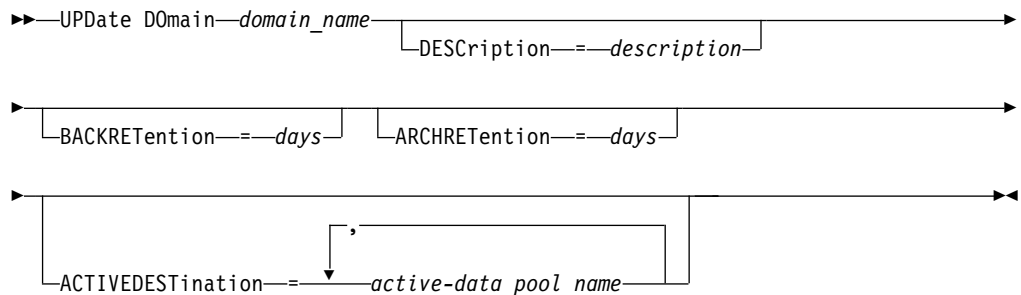 UPDate DOmain domain_name
DESCription = description
BACKRETention = days ARCHRETention = days
,
ACTIVEDESTination = active-data pool name